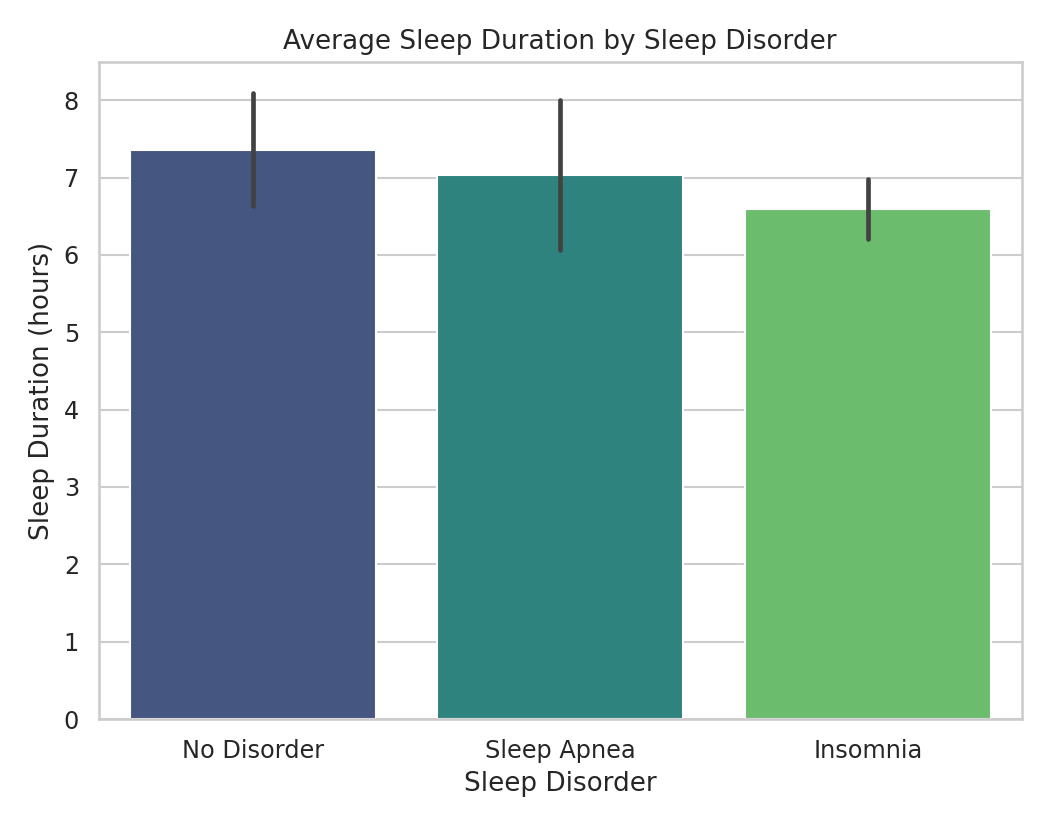 Average Sleep Duration by Sleep Disorder
Sleep Duration (hours)
8
7
6
5
4
3
2
1
0
No Disorder
Sleep Apnea
Insomnia
Sleep Disorder